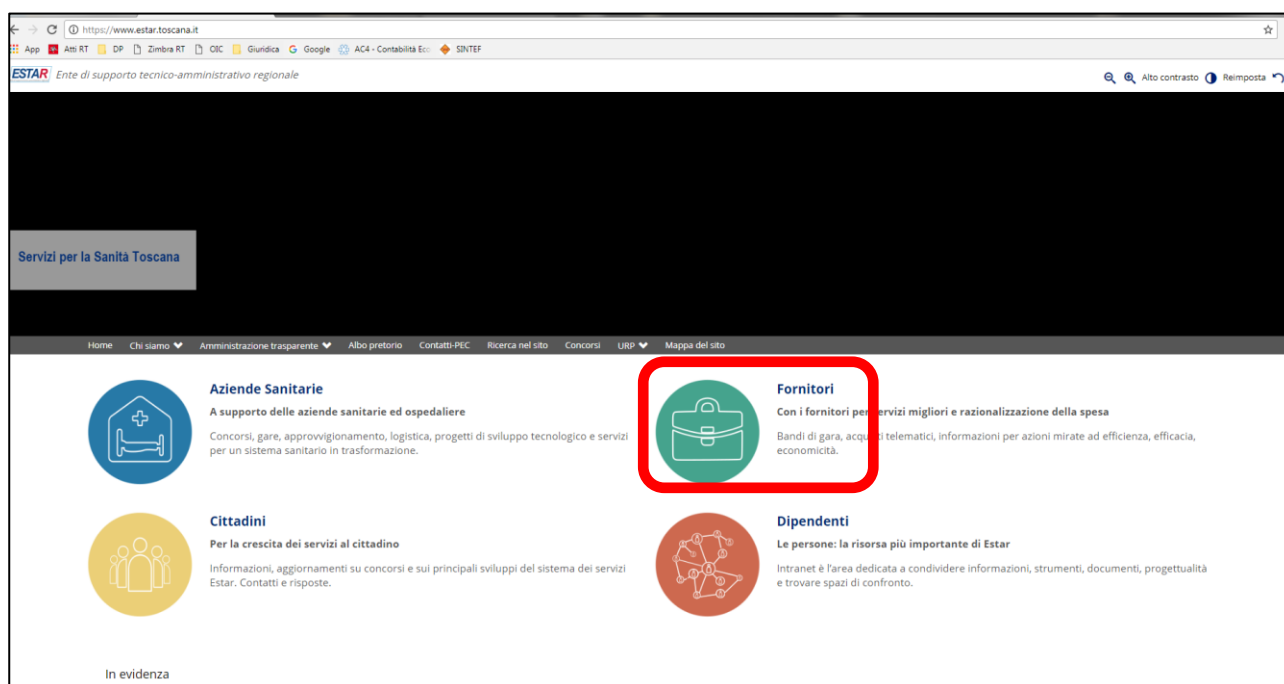 https://www.estar.toscana.it
App Atti RT DP Zimbra RT OIC Giuridica Google AC4 - Contabilità Eco SINTEF
ESTAR Ente di supporto tecnico-amministrativo regionale
Alto contrasto Reimposta
Servizi per la Sanità Toscana
Home Chi siamo Amministrazione trasparente Albo pretorio Contatti-PEC Ricerca nel sito Concorsi URP Mappa del sito
Aziende Sanitarie
A supporto delle aziende sanitarie ed ospedaliere
Concorsi, gare, approvvigionamento, logistica, progetti di sviluppo tecnologico e servizi
per un sistema sanitario in trasformazione.
Fornitori
Con i fornitori per servizi migliori e razionalizzazione della spesa
Bandi di gara, acquisti telematici, informazioni per azioni mirate ad efficienza, efficacia,
economicità.
Cittadini
Per la crescita dei servizi al cittadino
Informazioni, aggiornamenti su concorsi e sui principali sviluppi del sistema dei servizi
Estar. Contatti e risposte.
Dipendenti
Le persone: la risorsa più importante di Estar
Intranet è l'area dedicata a condividere informazioni, strumenti, documenti, progettualità
e trovare spazi di confronto.
In evidenza